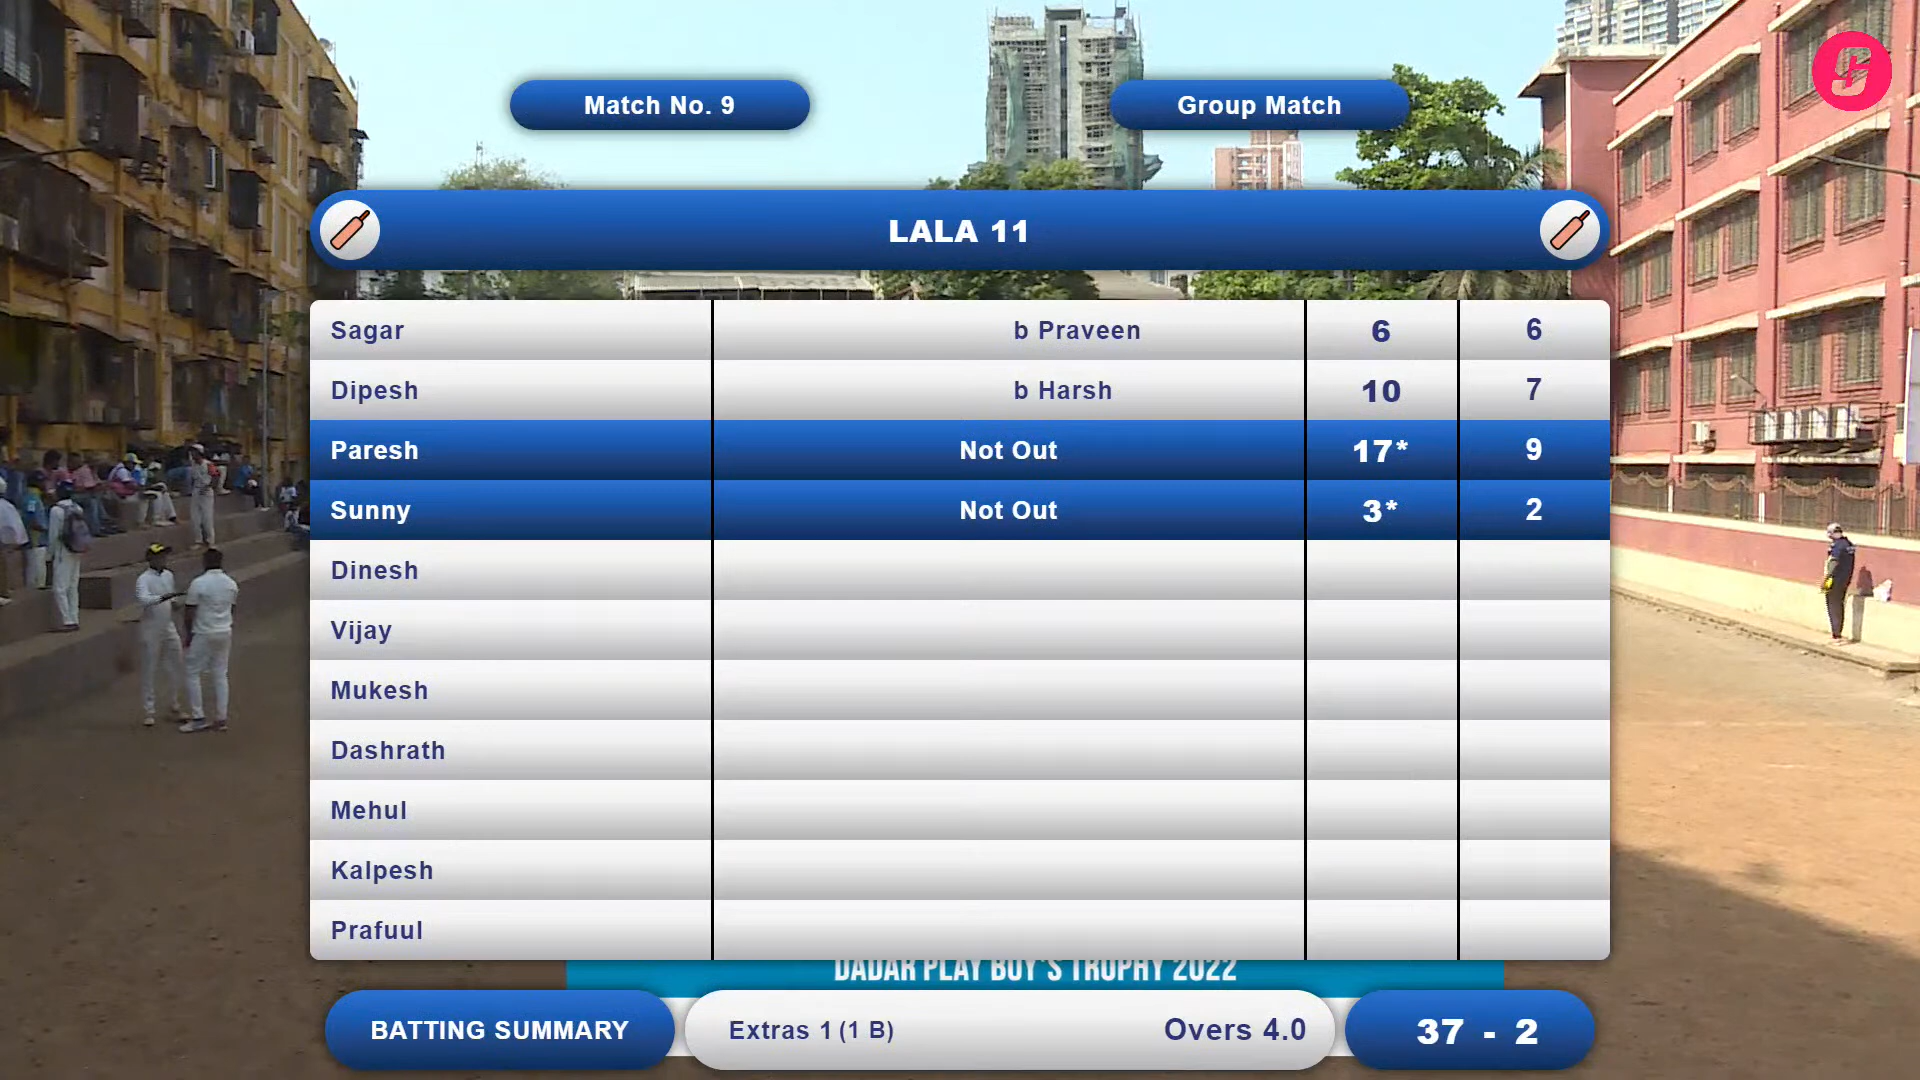 Match No. 9
Group Match
LALA 11
Sagar b Praveen 6 6
Dipesh b Harsh 10 7
Paresh Not Out 17* 9
Sunny Not Out 3* 2
Dinesh
Vijay
Mukesh
Dashrath
Mehul
Kalpesh
Prafuul
DADAR PLAY BOY'S TROPHY 2022
BATTING SUMMARY Extras 1 (1 B) Overs 4.0 37 - 2